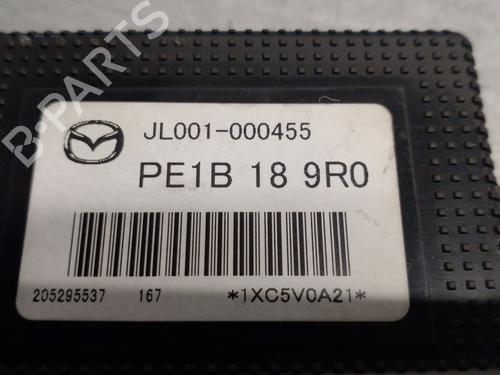 JL001-000455
PE1B 18 9R0
205295537 167 *1XC5V0A21*
B-PARTS